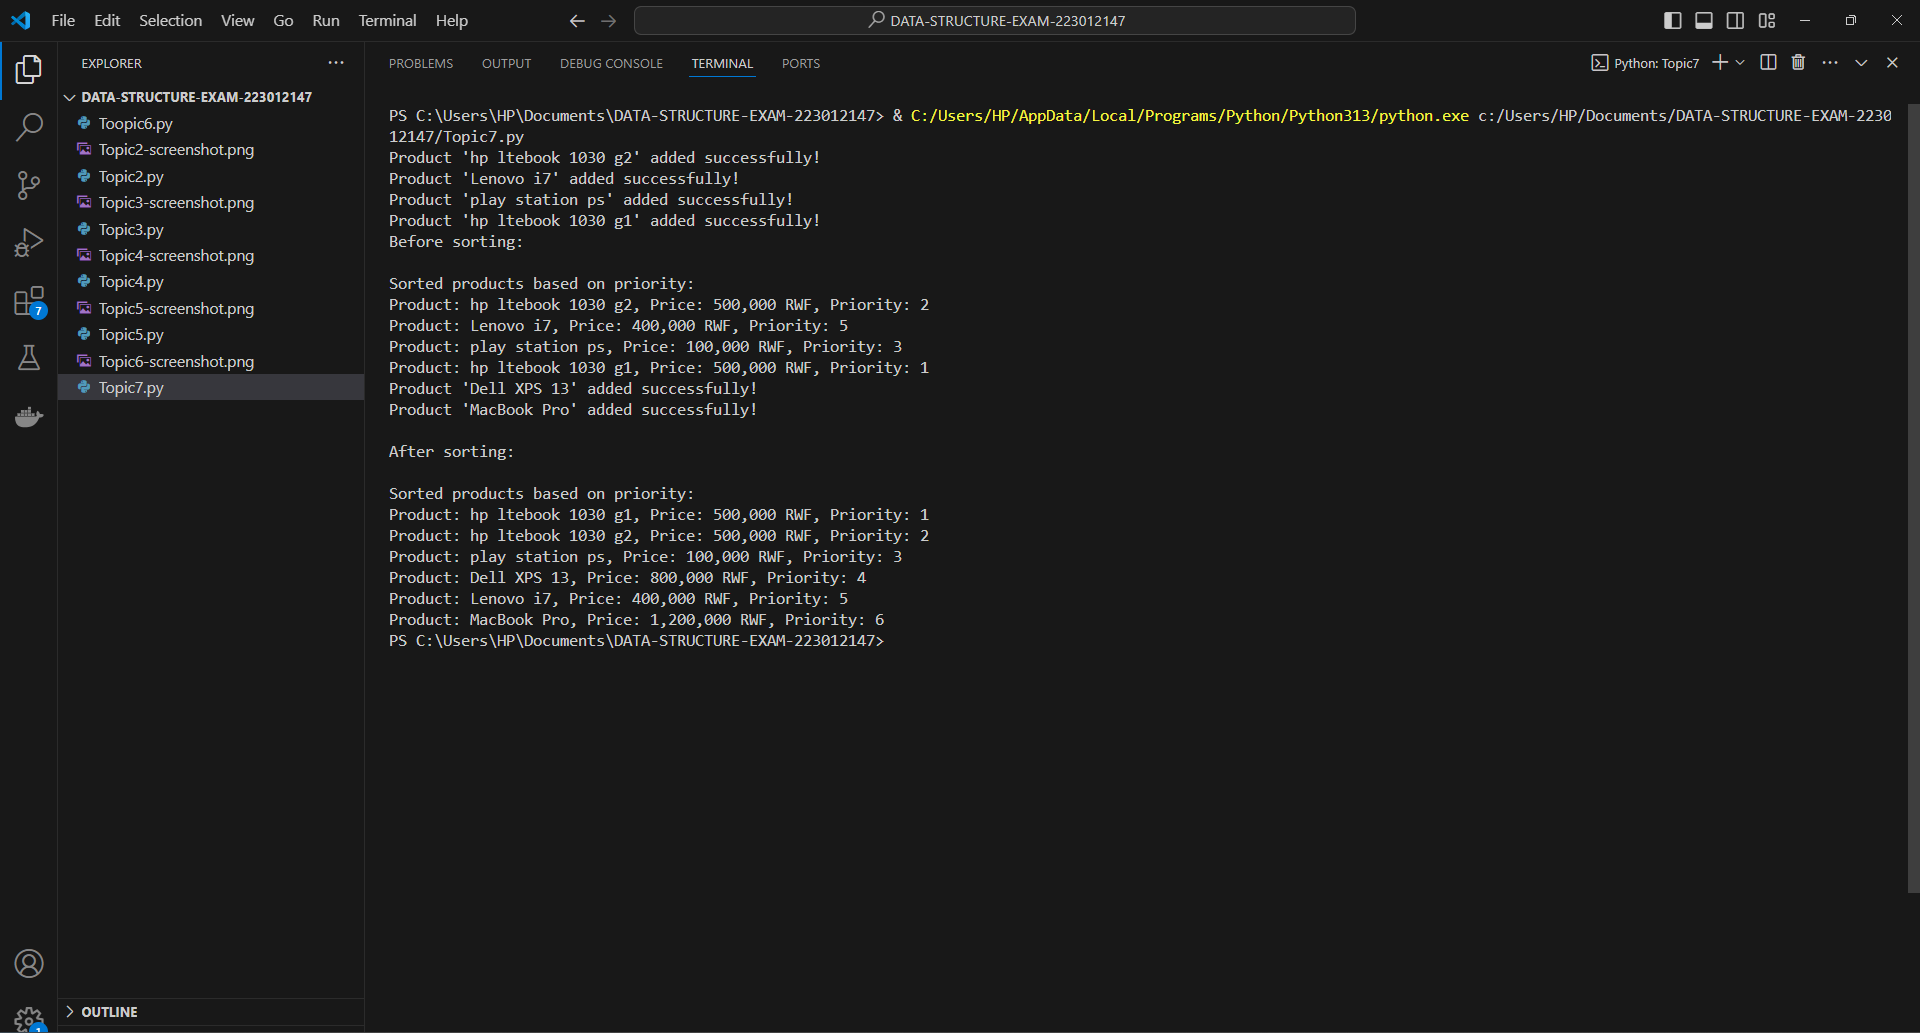 File Edit Selection View Go Run Terminal Help
DATA-STRUCTURE-EXAM-223012147
EXPLORER
DATA-STRUCTURE-EXAM-223012147
Toopic6.py
Topic2-screenshot.png
Topic2.py
Topic3-screenshot.png
Topic3.py
Topic4-screenshot.png
Topic4.py
Topic5-screenshot.png
Topic5.py
Topic6-screenshot.png
Topic7.py
7
1
OUTLINE
PROBLEMS OUTPUT DEBUG CONSOLE TERMINAL PORTS
Python: Topic7
PS C:\Users\HP\Documents\DATA-STRUCTURE-EXAM-223012147> & C:/Users/HP/AppData/Local/Programs/Python/Python313/python.exe c:/Users/HP/Documents/DATA-STRUCTURE-EXAM-2230
12147/Topic7.py
Product 'hp ltebook 1030 g2' added successfully!
Product 'Lenovo i7' added successfully!
Product 'play station ps' added successfully!
Product 'hp ltebook 1030 g1' added successfully!
Before sorting:
Sorted products based on priority:
Product: hp ltebook 1030 g2, Price: 500,000 RWF, Priority: 2
Product: Lenovo i7, Price: 400,000 RWF, Priority: 5
Product: play station ps, Price: 100,000 RWF, Priority: 3
Product: hp ltebook 1030 g1, Price: 500,000 RWF, Priority: 1
Product 'Dell XPS 13' added successfully!
Product 'MacBook Pro' added successfully!
After sorting:
Sorted products based on priority:
Product: hp ltebook 1030 g1, Price: 500,000 RWF, Priority: 1
Product: hp ltebook 1030 g2, Price: 500,000 RWF, Priority: 2
Product: play station ps, Price: 100,000 RWF, Priority: 3
Product: Dell XPS 13, Price: 800,000 RWF, Priority: 4
Product: Lenovo i7, Price: 400,000 RWF, Priority: 5
Product: MacBook Pro, Price: 1,200,000 RWF, Priority: 6
PS C:\Users\HP\Documents\DATA-STRUCTURE-EXAM-223012147>